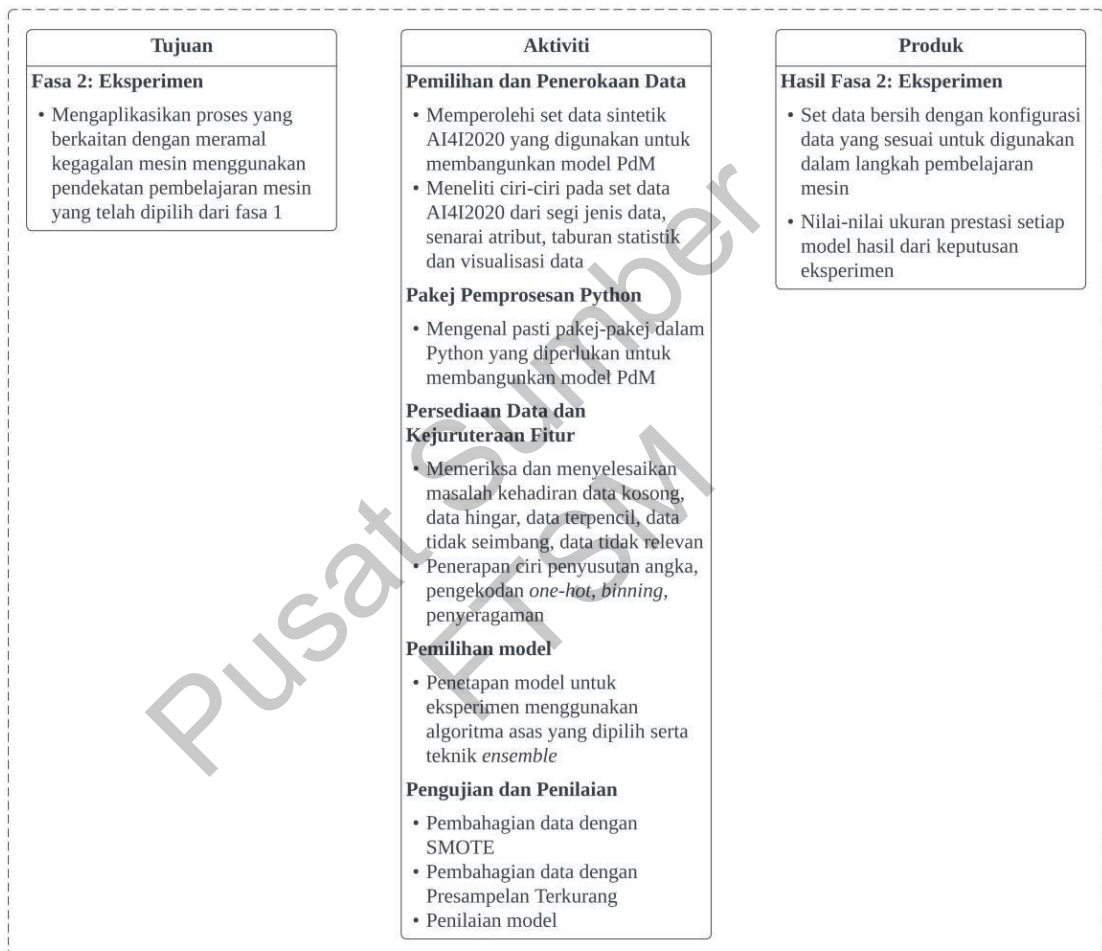 Tujuan
Fasa 2: Eksperimen
• Mengaplikasikan proses yang
berkaitan dengan meramal
kegagalan mesin menggunakan
pendekatan pembelajaran mesin
yang telah dipilih dari fasa 1
Aktiviti
Pemilihan dan Penerokaan Data
• Memperolehi set data sintetik
AI4I2020 yang digunakan untuk
membangunkan model PdM
• Meneliti ciri-ciri pada set data
AI4I2020 dari segi jenis data,
senarai atribut, taburan statistik
dan visualisasi data
Pakej Pemprosesan Python
• Mengenal pasti pakej-pakej dalam
Python yang diperlukan untuk
membangunkan model PdM
Persediaan Data dan
Kejuruteraan Fitur
• Memeriksa dan menyelesaikan
masalah kehadiran data kosong,
data hingar, data terpencil, data
tidak seimbang, data tidak relevan
• Penerapan ciri penyusutan angka,
pengekodan one-hot, binning,
penyeragaman
Pemilihan model
• Penetapan model untuk
eksperimen menggunakan
algoritma asas yang dipilih serta
teknik ensemble
Pengujian dan Penilaian
• Pembahagian data dengan
SMOTE
• Pembahagian data dengan
Presampelan Terkurang
• Penilaian model
Produk
Hasil Fasa 2: Eksperimen
• Set data bersih dengan konfigurasi
data yang sesuai untuk digunakan
dalam langkah pembelajaran
mesin
• Nilai-nilai ukuran prestasi setiap
model hasil dari keputusan
eksperimen
Pusat Sumber
FTSM